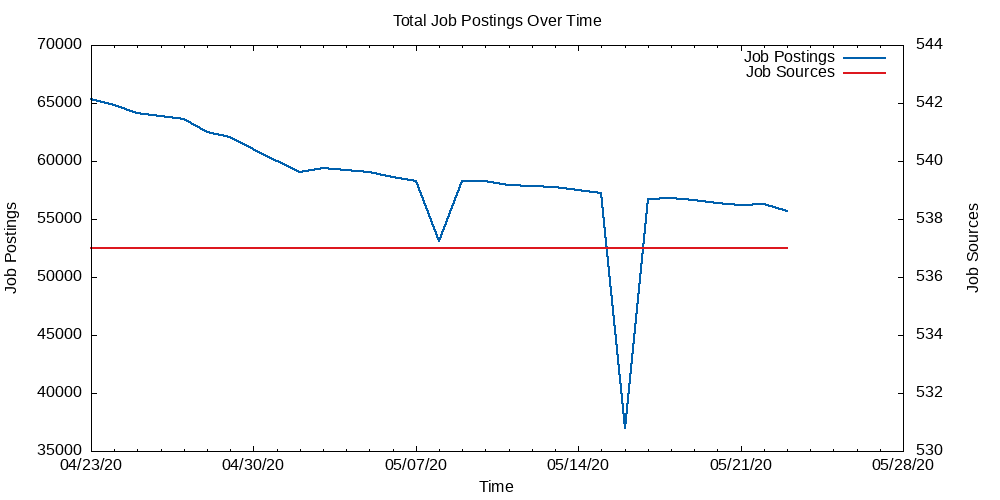 Total Job Postings Over Time
Job Postings
Job Sources
70000
65000
60000
55000
50000
45000
40000
35000
544
542
540
538
536
534
532
530
Job Postings
Job Sources
04/23/20 04/30/20 05/07/20 05/14/20 05/21/20 05/28/20
Time